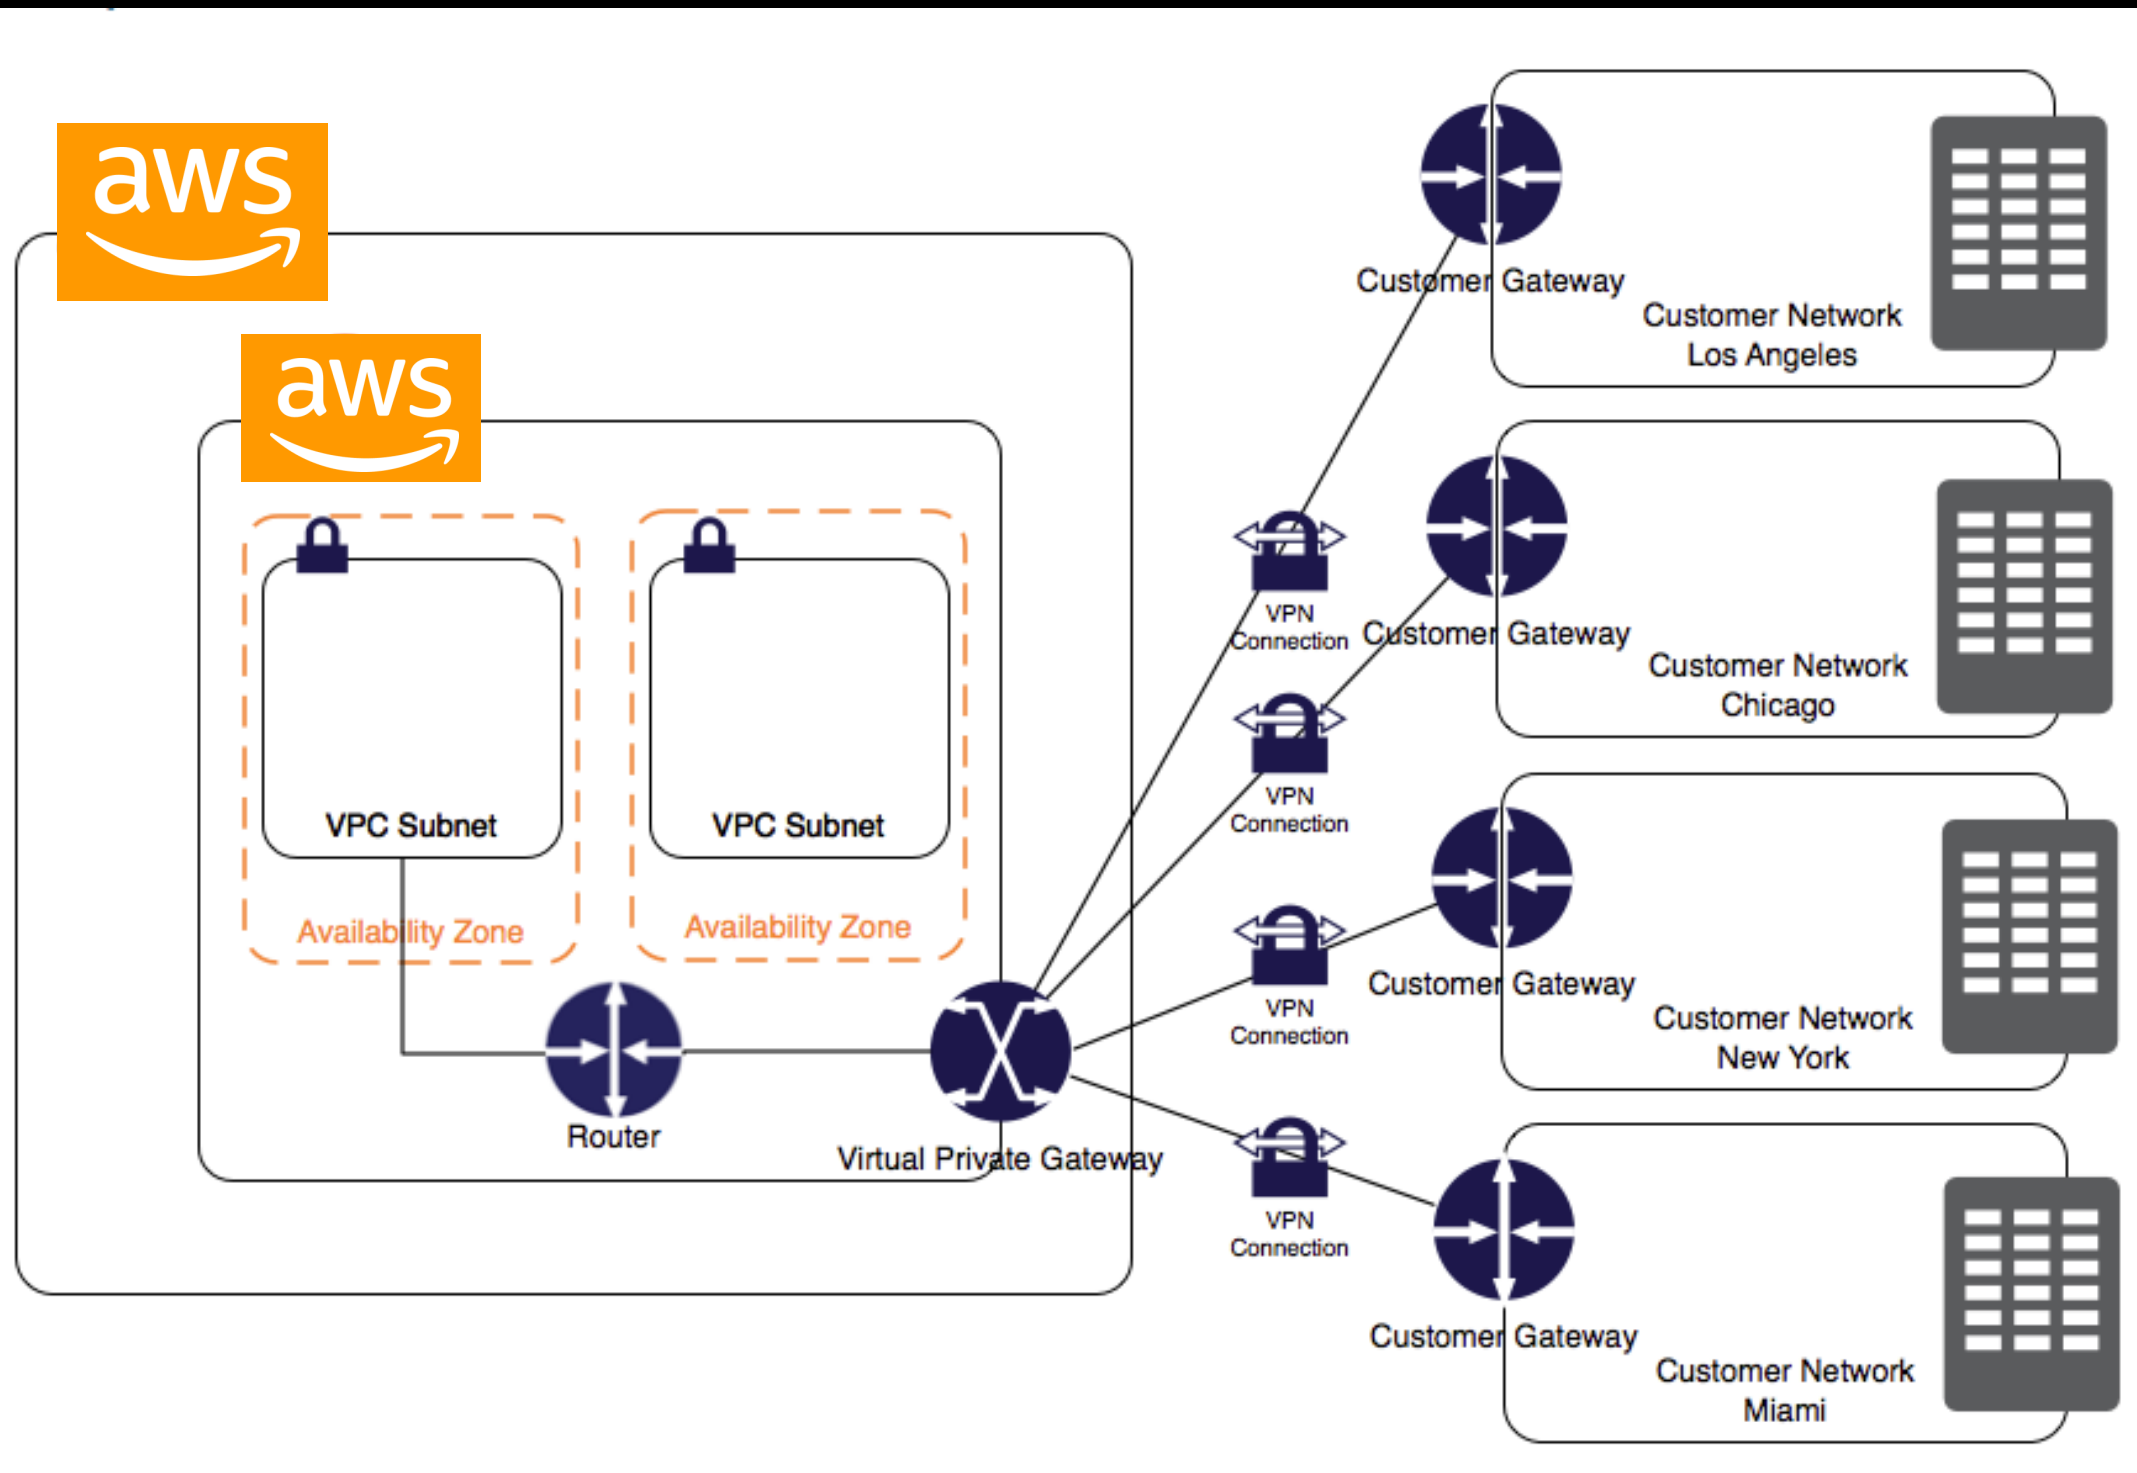 aws
aws
VPC Subnet
VPC Subnet
Availability Zone
Availability Zone
Router
Virtual Private Gateway
VPN
Connection
VPN
Connection
VPN
Connection
VPN
Connection
Customer Gateway
Customer Network
Los Angeles
Customer Gateway
Customer Network
Chicago
Customer Gateway
Customer Network
New York
Customer Gateway
Customer Network
Miami